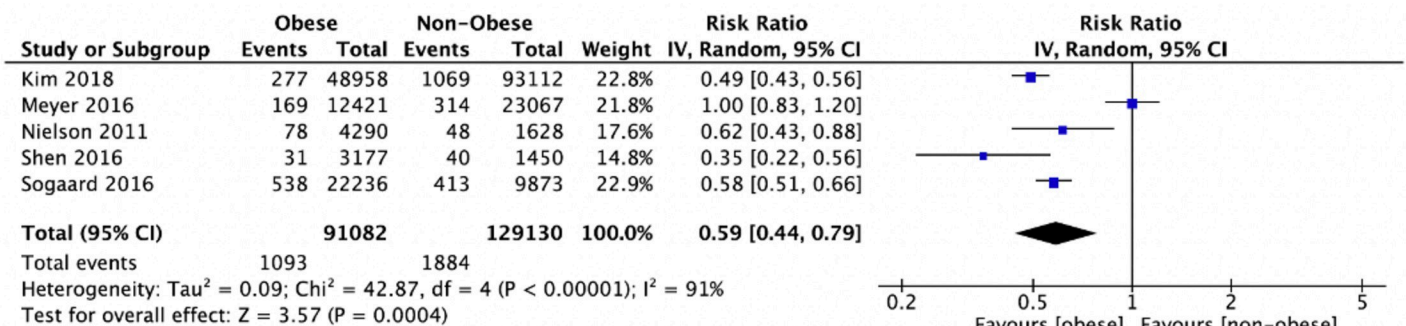 Obese Non-Obese Risk Ratio Risk Ratio
Study or Subgroup Events Total Events Total Weight IV, Random, 95% CI IV, Random, 95% CI
Kim 2018 277 48958 1069 93112 22.8% 0.49 [0.43, 0.56]
Meyer 2016 169 12421 314 23067 21.8% 1.00 [0.83, 1.20]
Nielson 2011 78 4290 48 1628 17.6% 0.62 [0.43, 0.88]
Shen 2016 31 3177 40 1450 14.8% 0.35 [0.22, 0.56]
Sogaard 2016 538 22236 413 9873 22.9% 0.58 [0.51, 0.66]
Total (95% CI) 91082 129130 100.0% 0.59 [0.44, 0.79]
Total events 1093 1884
Heterogeneity: Tau² = 0.09; Chi² = 42.87, df = 4 (P < 0.00001); I² = 91%
Test for overall effect: Z = 3.57 (P = 0.0004)
0.2 0.5 1 2 5
Favours [obese] Favours [non-obese]